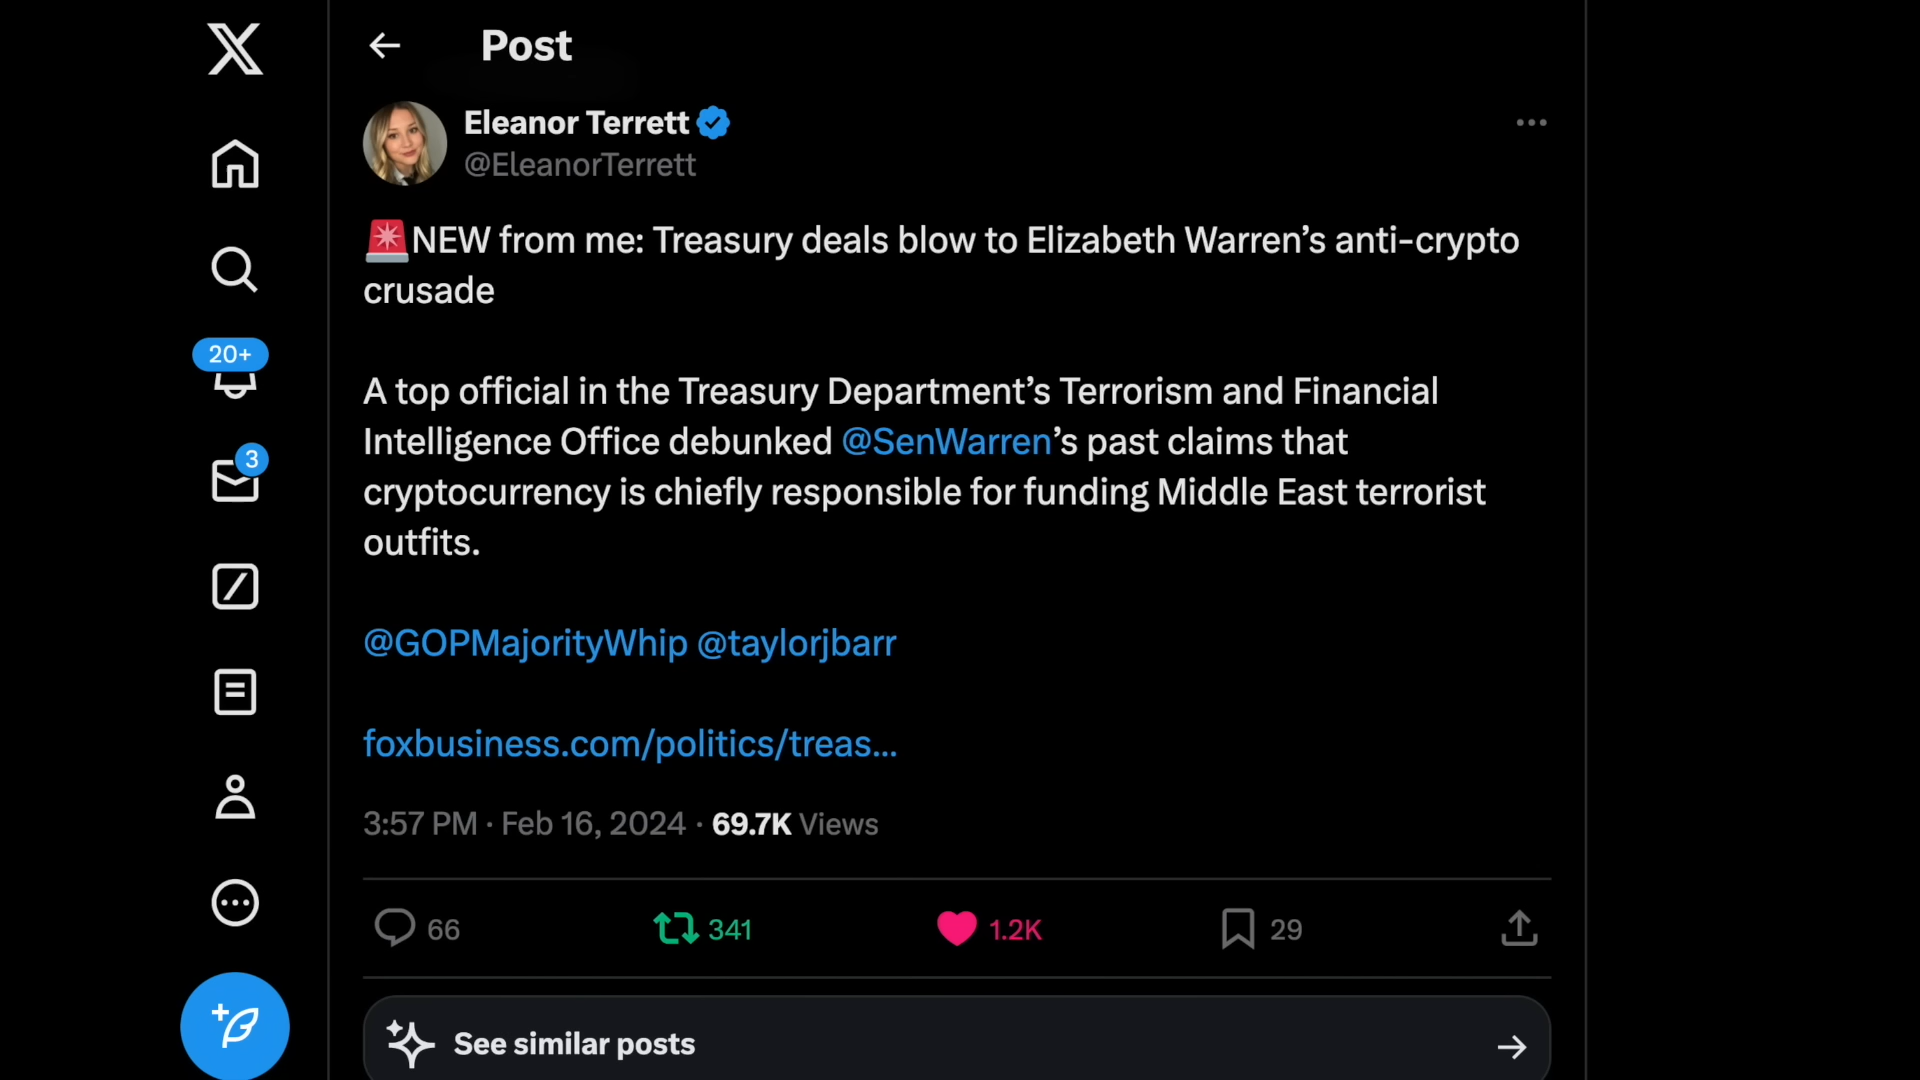 Post
Eleanor Terrett
@EleanorTerrett
🚨NEW from me: Treasury deals blow to Elizabeth Warren’s anti-crypto
crusade
A top official in the Treasury Department’s Terrorism and Financial
Intelligence Office debunked @SenWarren’s past claims that
cryptocurrency is chiefly responsible for funding Middle East terrorist
outfits.
@GOPMajorityWhip @taylorjbarr
foxbusiness.com/politics/treas…
3:57 PM · Feb 16, 2024 · 69.7K Views
66 341 1.2K 29
See similar posts
20+
3